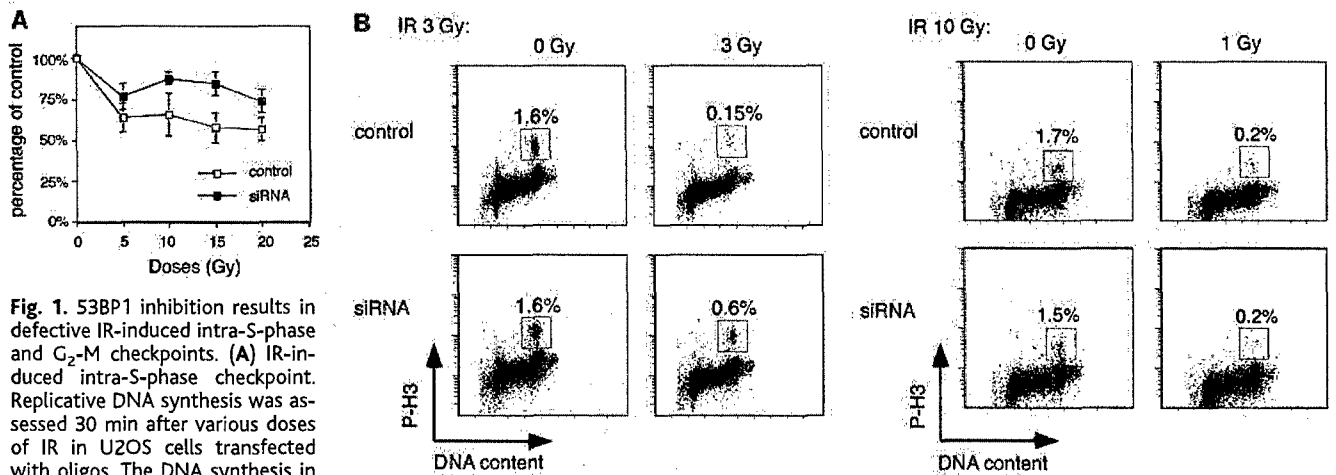 A
percentage of control
100%
75%
50%
25%
0%
control
siRNA
0 5 10 15 20 25
Doses (Gy)
Fig. 1. 53BP1 inhibition results in
defective IR-induced intra-S-phase
and G₂-M checkpoints. (A) IR-in-
duced intra-S-phase checkpoint.
Replicative DNA synthesis was as-
sessed 30 min after various doses
of IR in U2OS cells transfected
with oligos. The DNA synthesis in
B IR 3 Gy:
0 Gy 3 Gy
control
1.6% 0.15%
siRNA
1.6% 0.6%
P-H3
DNA content
IR 10 Gy:
0 Gy 1 Gy
control
1.7% 0.2%
siRNA
1.5% 0.2%
P-H3
DNA content